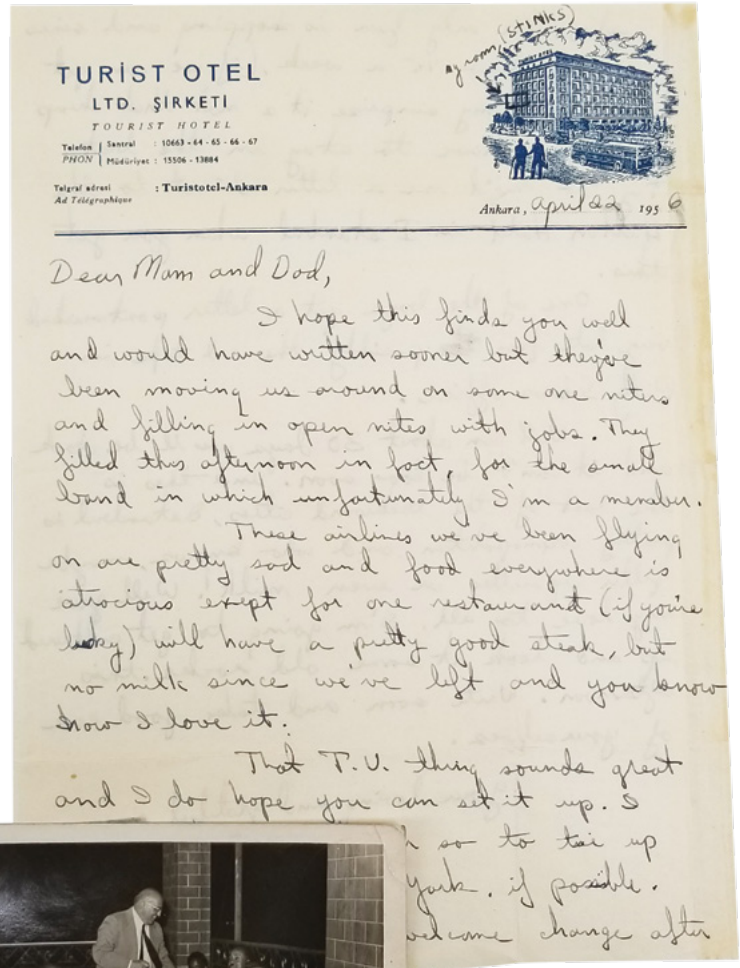 my room (STINKS)
TURİST OTEL
LTD. ŞİRKETİ
TOURIST HOTEL
Telefon PHON Santral : 10663 - 64 - 65 - 66 - 67
Müdüriyet : 15506 - 13884
Telgraf adresi : Turistotel-Ankara
Ad Télégraphique
Ankara, april 22 1956
Dear Mom and Dad,
I hope this finds you well
and would have written sooner but they've
been moving us around on some one niters
and filling in open nites with jobs. They
filled this afternoon in fact, for the small
band in which unfortunately I'm a member.
These airlines we've been flying
on are pretty sad and food everywhere is
atrocious exept for one restaurant (if you're
lucky) will have a pretty good steak, but
no milk since we've left and you know
how I love it.
That T.V. thing sounds great
and I do hope you can set it up. I
so to tie up
York, if possible.
welcome change after